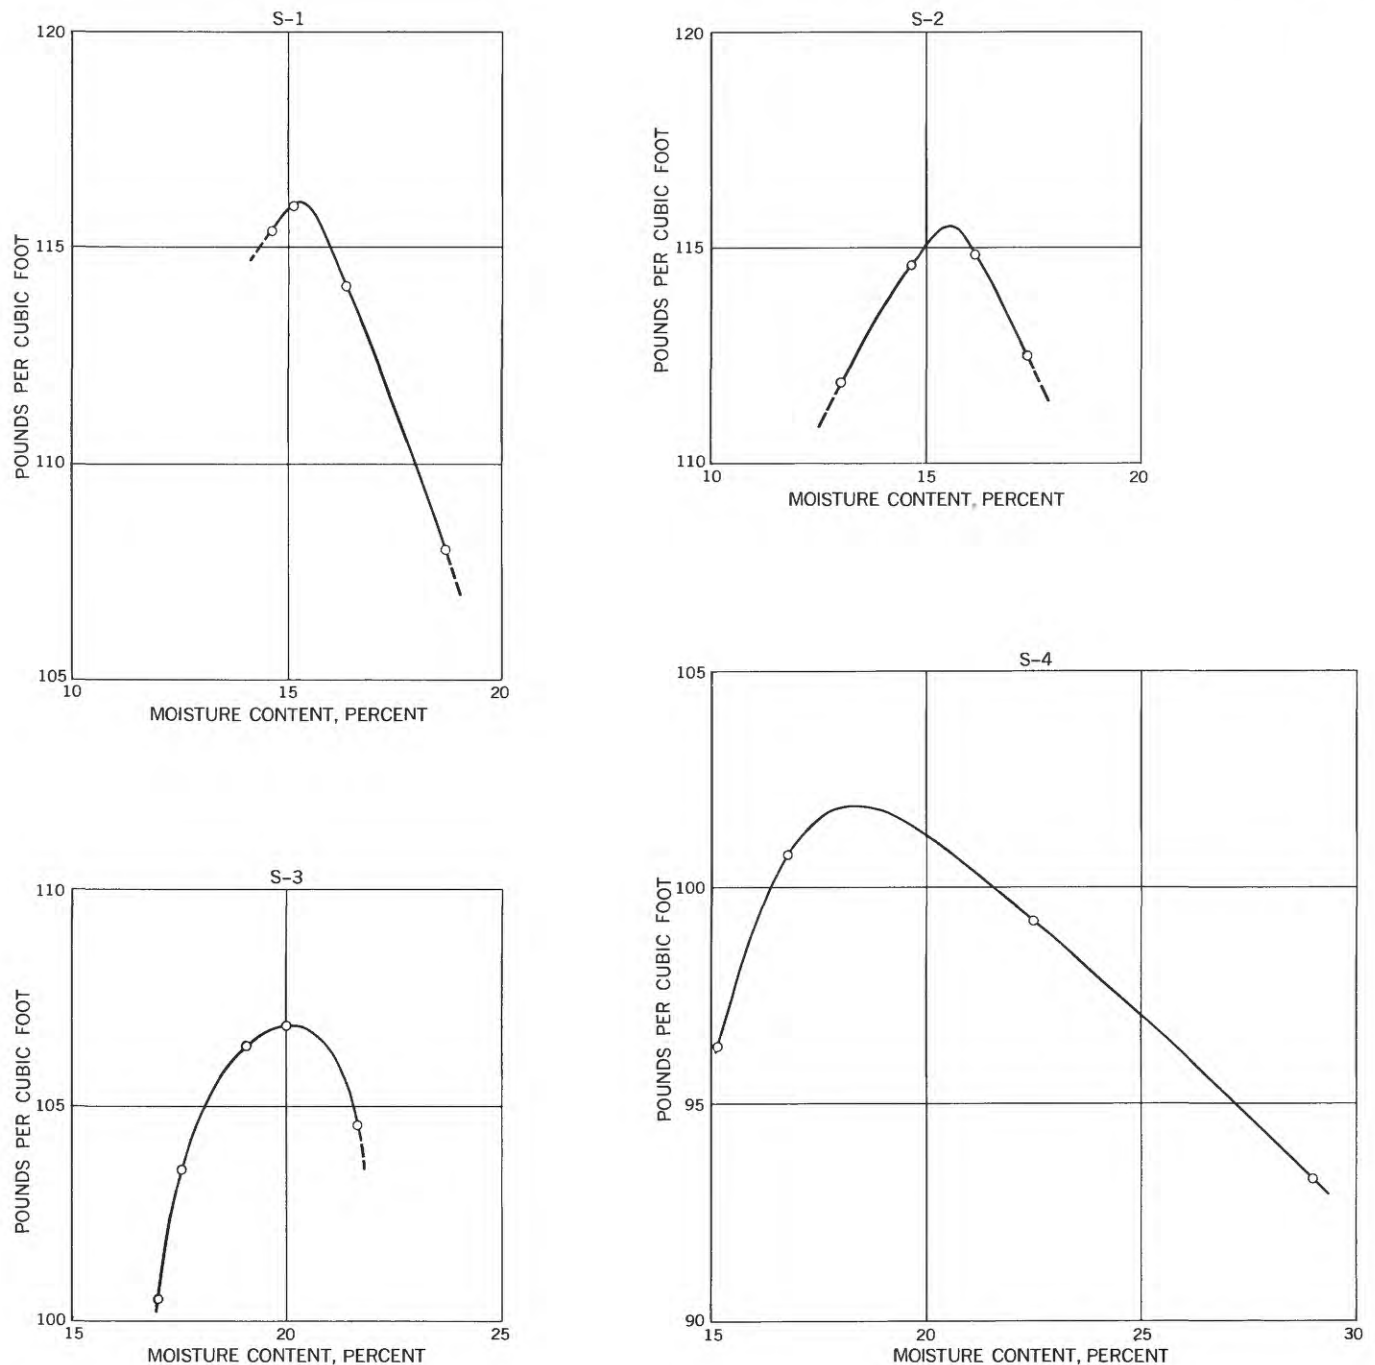 S-1
120
115
110
105
10
15
20
POUNDS PER CUBIC FOOT
MOISTURE CONTENT, PERCENT
S-2
120
115
110
10
15
20
POUNDS PER CUBIC FOOT
MOISTURE CONTENT, PERCENT
S-3
110
105
100
15
20
25
POUNDS PER CUBIC FOOT
MOISTURE CONTENT, PERCENT
S-4
105
100
95
90
15
20
25
30
POUNDS PER CUBIC FOOT
MOISTURE CONTENT, PERCENT